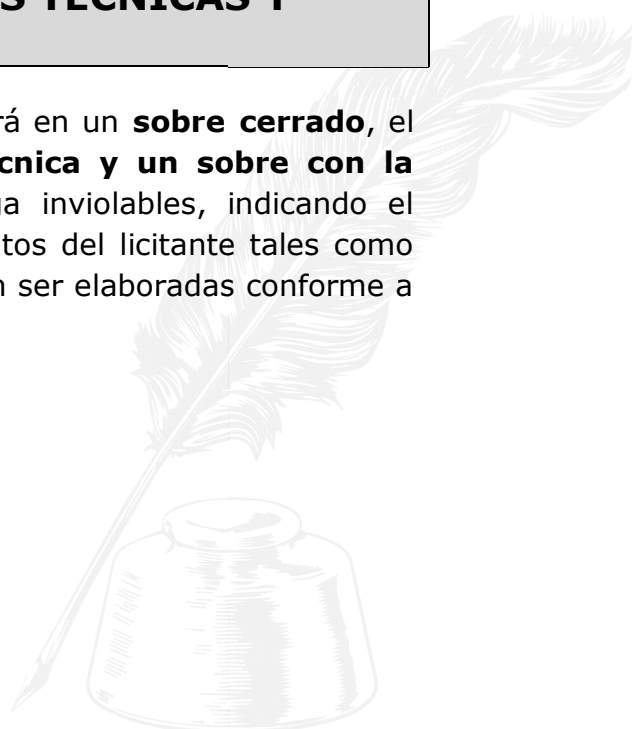 S TÉCNICAS Y
rá en un sobre cerrado, el
cnica y un sobre con la
a inviolables, indicando el
tos del licitante tales como
n ser elaboradas conforme a